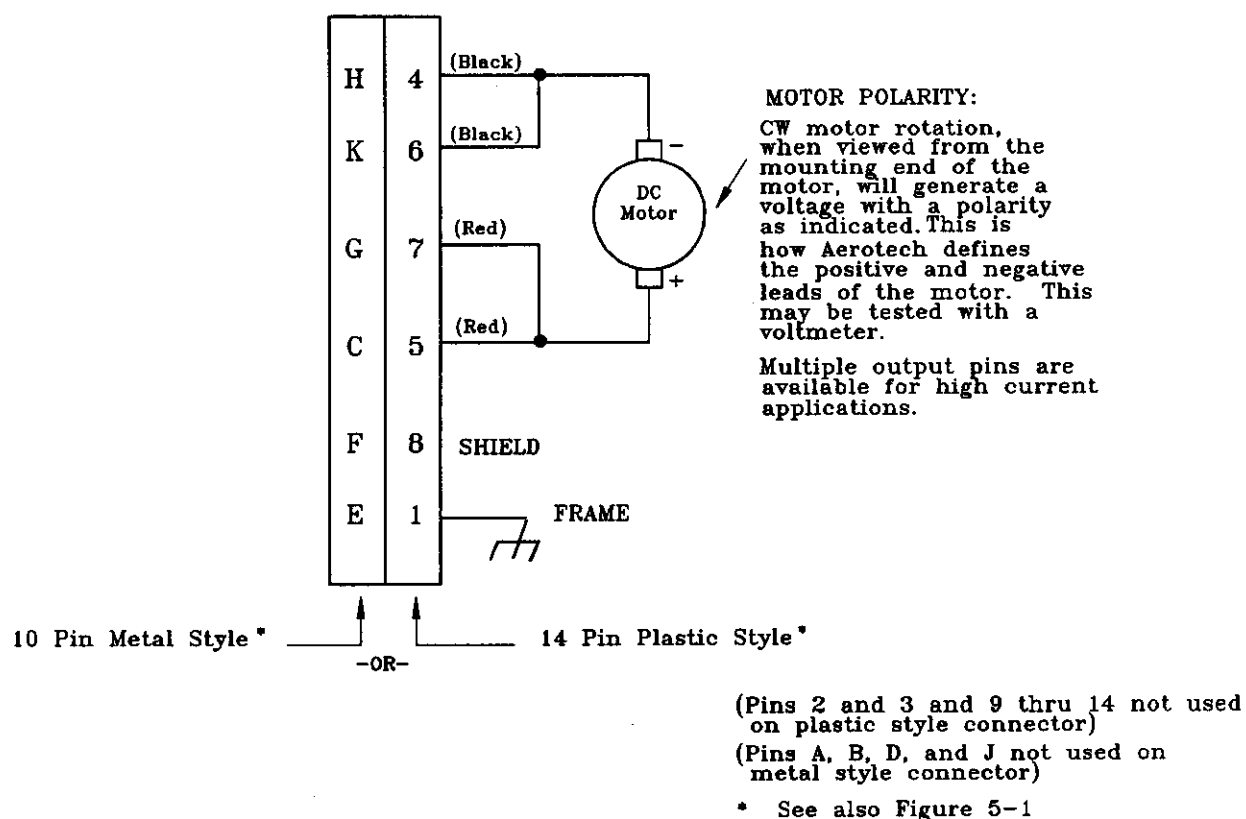 H 4 (Black)
K 6 (Black)
G 7 (Red)
C 5 (Red)
F 8 SHIELD
E 1 FRAME
-
DC
Motor
+
MOTOR POLARITY:
CW motor rotation,
when viewed from the
mounting end of the
motor, will generate a
voltage with a polarity
as indicated. This is
how Aerotech defines
the positive and negative
leads of the motor. This
may be tested with a
voltmeter.
Multiple output pins are
available for high current
applications.
10 Pin Metal Style *
-OR-
14 Pin Plastic Style *
(Pins 2 and 3 and 9 thru 14 not used
on plastic style connector)
(Pins A, B, D, and J not used on
metal style connector)
* See also Figure 5-1